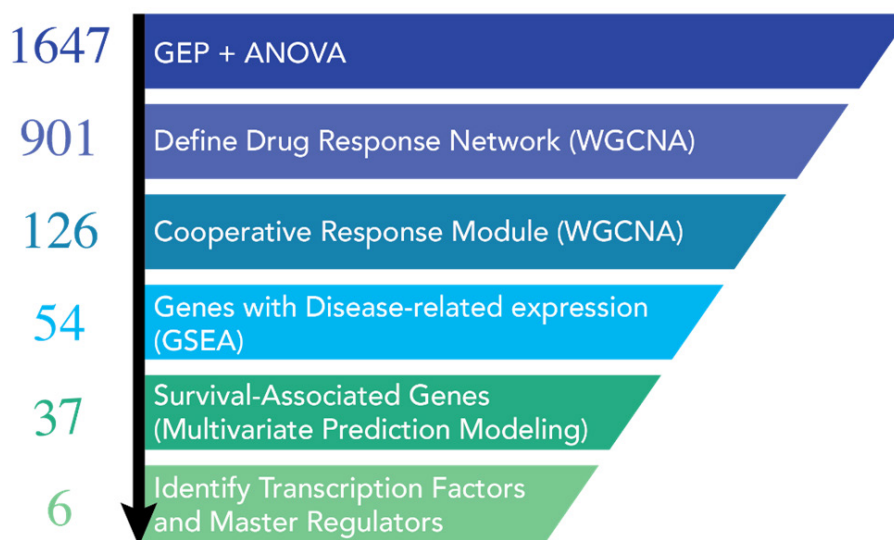 1647
GEP + ANOVA
901
Define Drug Response Network (WGCNA)
126
Cooperative Response Module (WGCNA)
54
Genes with Disease-related expression
(GSEA)
37
Survival-Associated Genes
(Multivariate Prediction Modeling)
6
Identify Transcription Factors
and Master Regulators